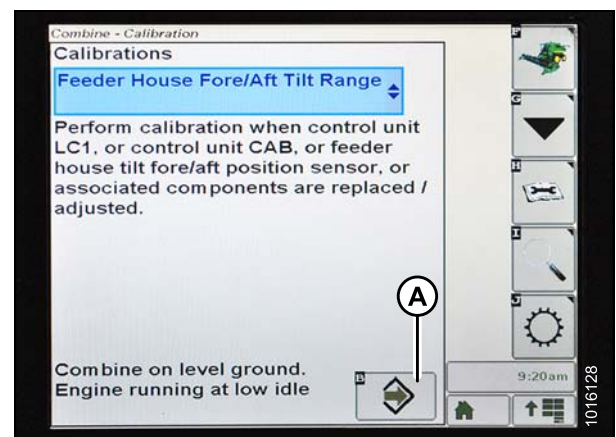 Combine - Calibration
Calibrations
Feeder House Fore/Aft Tilt Range
Perform calibration when control unit
LC1, or control unit CAB, or feeder
house tilt fore/aft position sensor, or
associated components are replaced /
adjusted.
A
Combine on level ground.
Engine running at low idle
B
F
G
H
I
J
9:20am
1016128